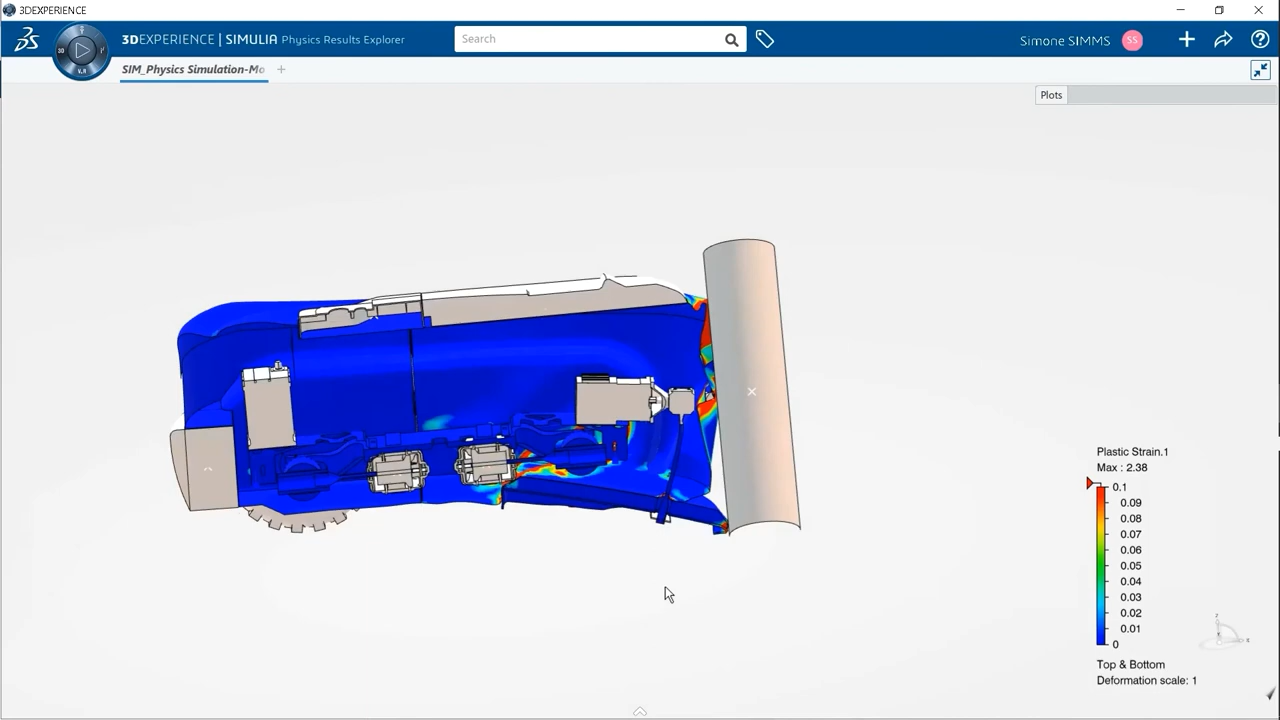 3DEXPERIENCE
3DEXPERIENCE | SIMULIA Physics Results Explorer
Search
Simone SIMMS
SS
SIM_Physics Simulation-Mo
Plots
Plastic Strain.1
Max : 2.38
0.1
0.09
0.08
0.07
0.06
0.05
0.04
0.03
0.02
0.01
0
Top & Bottom
Deformation scale: 1